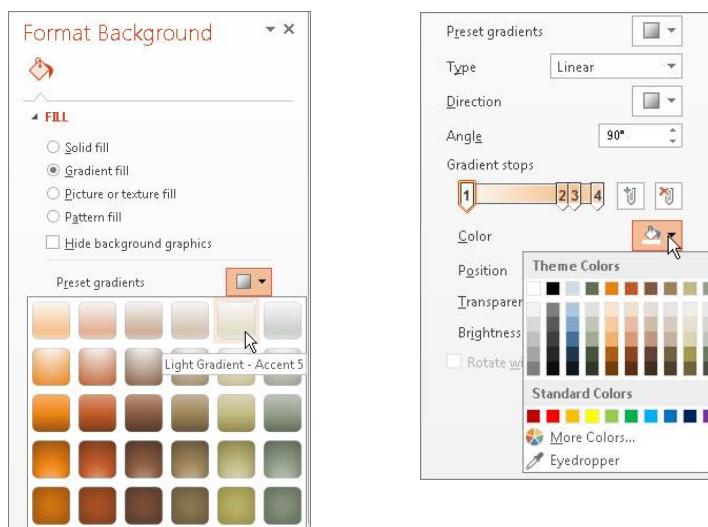 Format Background
FILL
Solid fill
Gradient fill
Picture or texture fill
Pattern fill
Hide background graphics
Preset gradients
Light Gradient - Accent 5
Preset gradients
Type
Linear
Direction
Angle
90°
Gradient stops
1
2
3
4
Color
Position
Transparen
Brightness
Rotate wi
Theme Colors
Standard Colors
More Colors...
Eyedropper